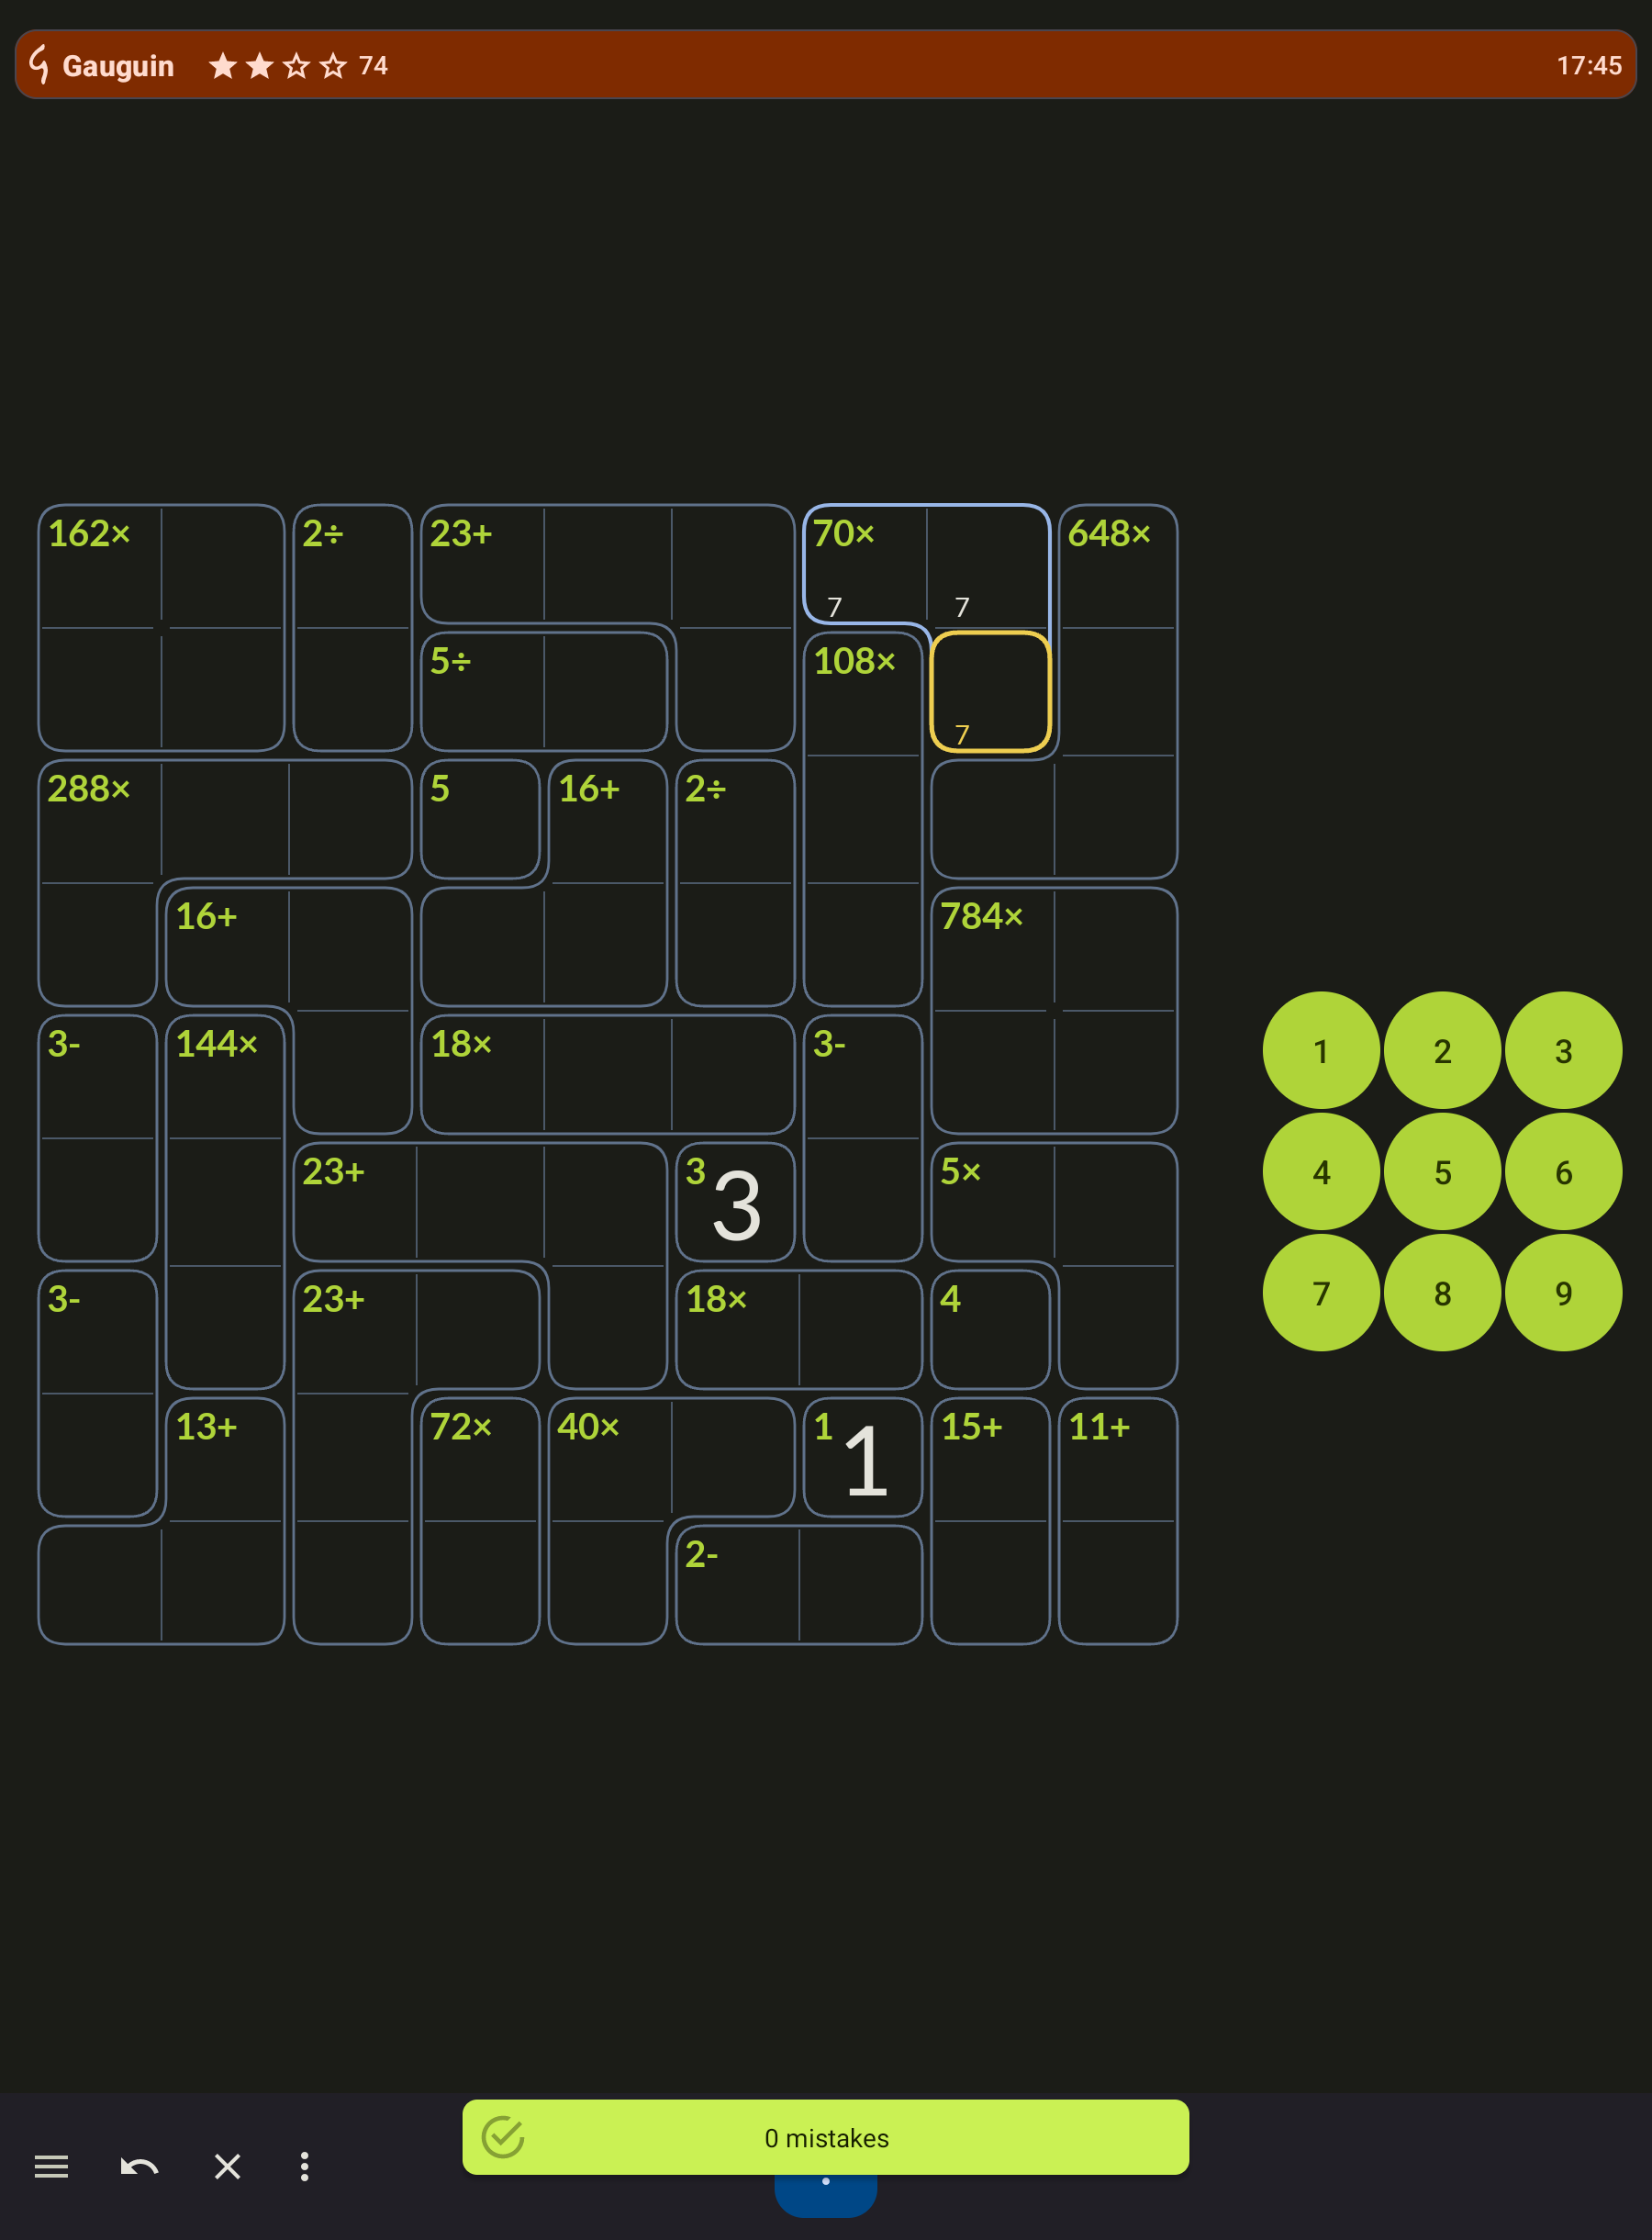 Gauguin 74 17:45
162× 2÷ 23+ 70× 648×
7 7
5÷ 108×
7
288× 5 16+ 2÷
16+ 784×
3- 144× 18× 3-
23+ 3 3 5×
3- 23+ 18× 4
13+ 72× 40× 1 1 15+ 11+
2-
1 2 3
4 5 6
7 8 9
0 mistakes